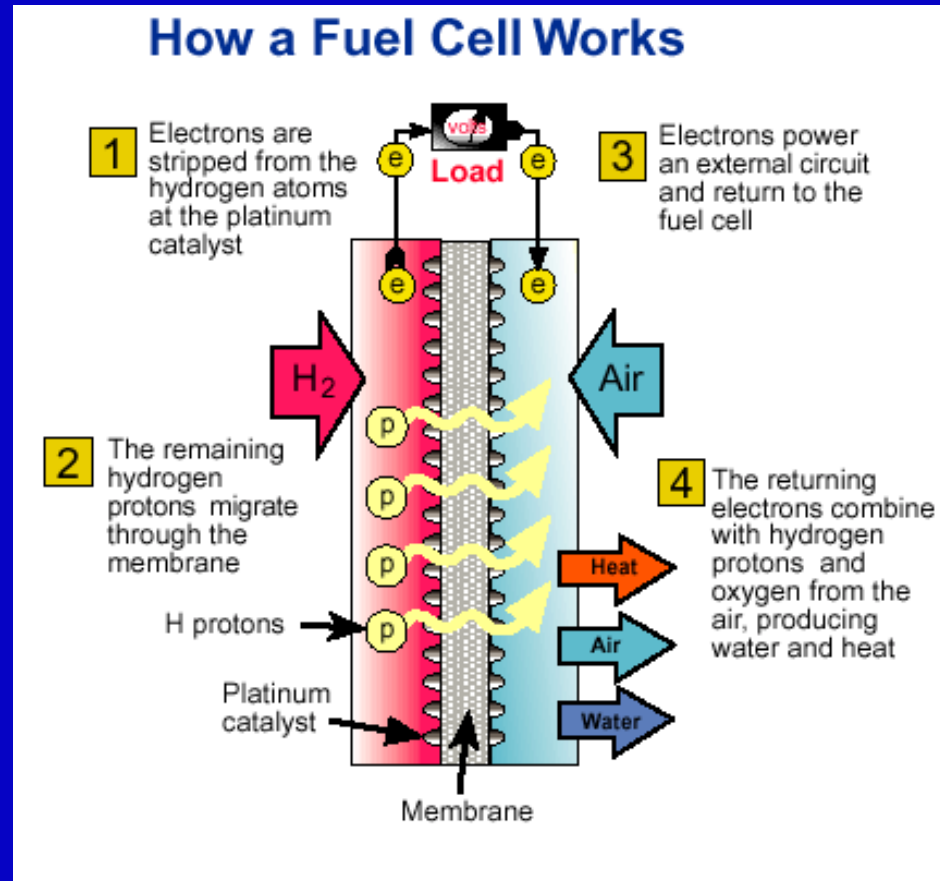 How a Fuel Cell Works
1
Electrons are
stripped from the
hydrogen atoms
at the platinum
catalyst
volts
Load
e
e
e
e
3
Electrons power
an external circuit
and return to the
fuel cell
H2
Air
2
The remaining
hydrogen
protons migrate
through the
membrane
p
p
p
p
H protons
Platinum
catalyst
Membrane
4
The returning
electrons combine
with hydrogen
protons and
oxygen from the
air, producing
water and heat
Heat
Air
Water